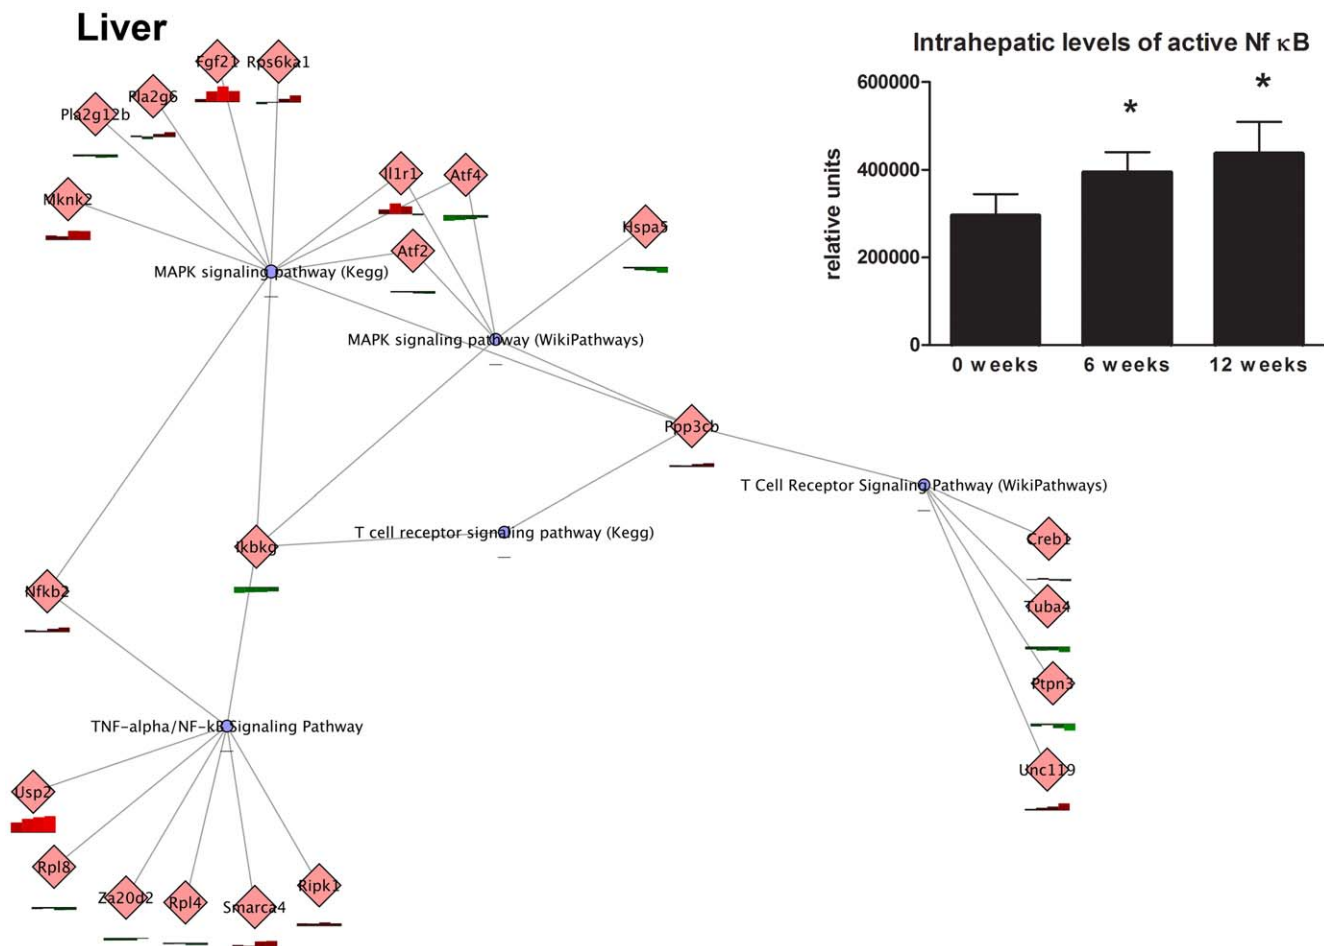 Liver
Intrahepatic levels of active Nf κB
Fgf21
Rps6ka1
Pla2g6
Pla2g12b
Mknk2
Il1r1
Atf4
Atf2
Hspa5
MAPK signaling pathway (Kegg)
MAPK signaling pathway (WikiPathways)
600000
400000
200000
0
relative units
*
*
0 weeks
6 weeks
12 weeks
Ppp3cb
T Cell Receptor Signaling Pathway (WikiPathways)
T cell receptor signaling pathway (Kegg)
Ikbkg
Nfkb2
Creb1
Tuba4
Ptpn3
Unc119
TNF-alpha/NF-kB Signaling Pathway
Usp2
Rpl8
Za20d2
Rpl4
Smarca4
Ripk1